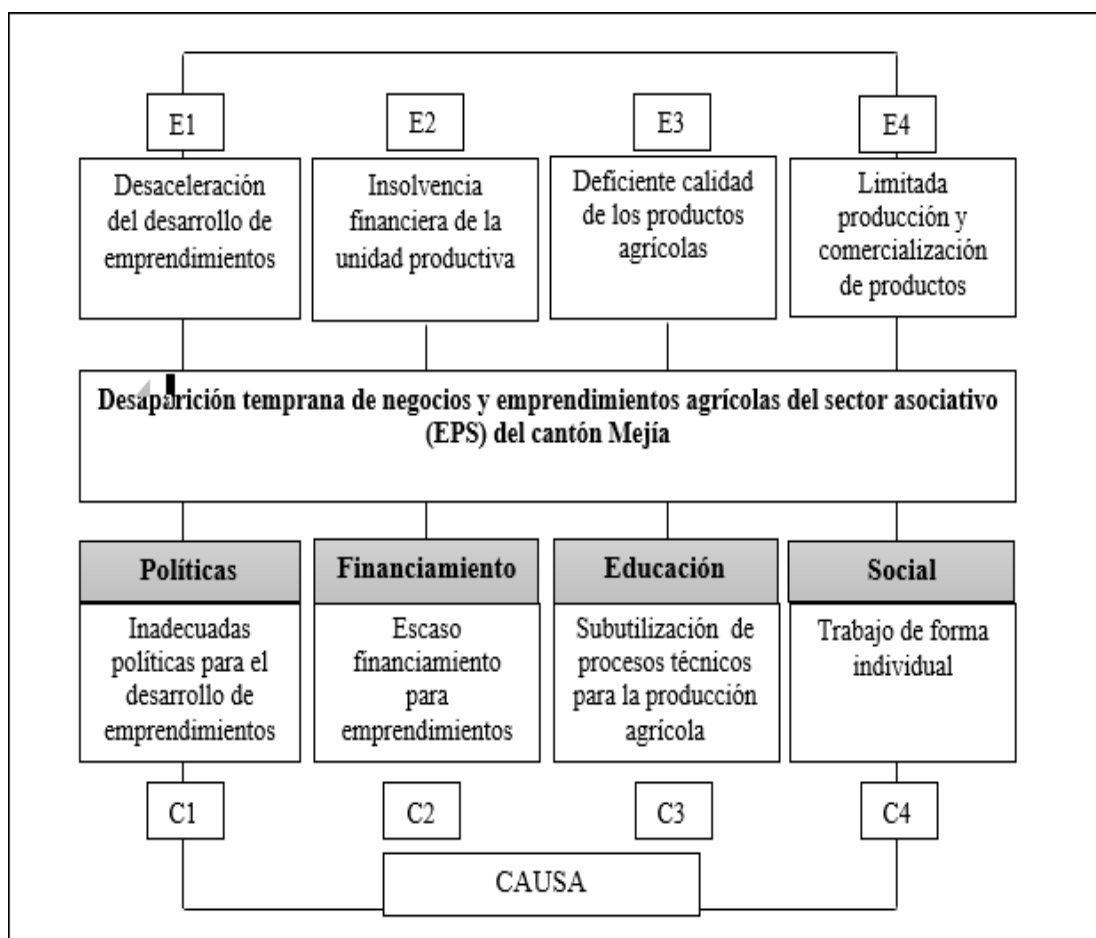 E1
E2
E3
E4
Desaceleración
del desarrollo de
emprendimientos
Insolvencia
financiera de la
unidad productiva
Deficiente calidad
de los productos
agrícolas
Limitada
producción y
comercialización
de productos
Desaparición temprana de negocios y emprendimientos agrícolas del sector asociativo
(EPS) del cantón Mejía
Políticas
Financiamiento
Educación
Social
Inadecuadas
políticas para el
desarrollo de
emprendimientos
Escaso
financiamiento
para
emprendimientos
Subutilización de
procesos técnicos
para la producción
agrícola
Trabajo de forma
individual
C1
C2
C3
C4
CAUSA